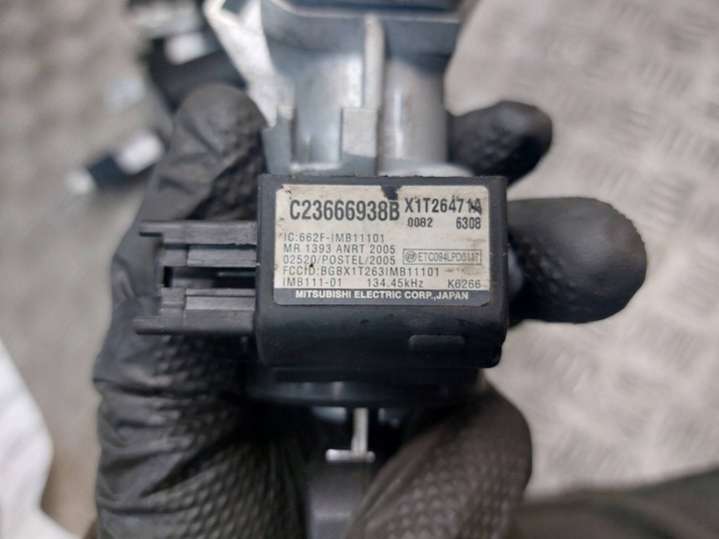 C23666938B X1T26471A
0082 6308
IC:662F-IMB11101
MR 1393 ANRT 2005
02520/POSTEL/2005
FCCID:BGBX1T263IMB11101
IMB111-01 134.45kHz K6266
MITSUBISHI ELECTRIC CORP.,JAPAN